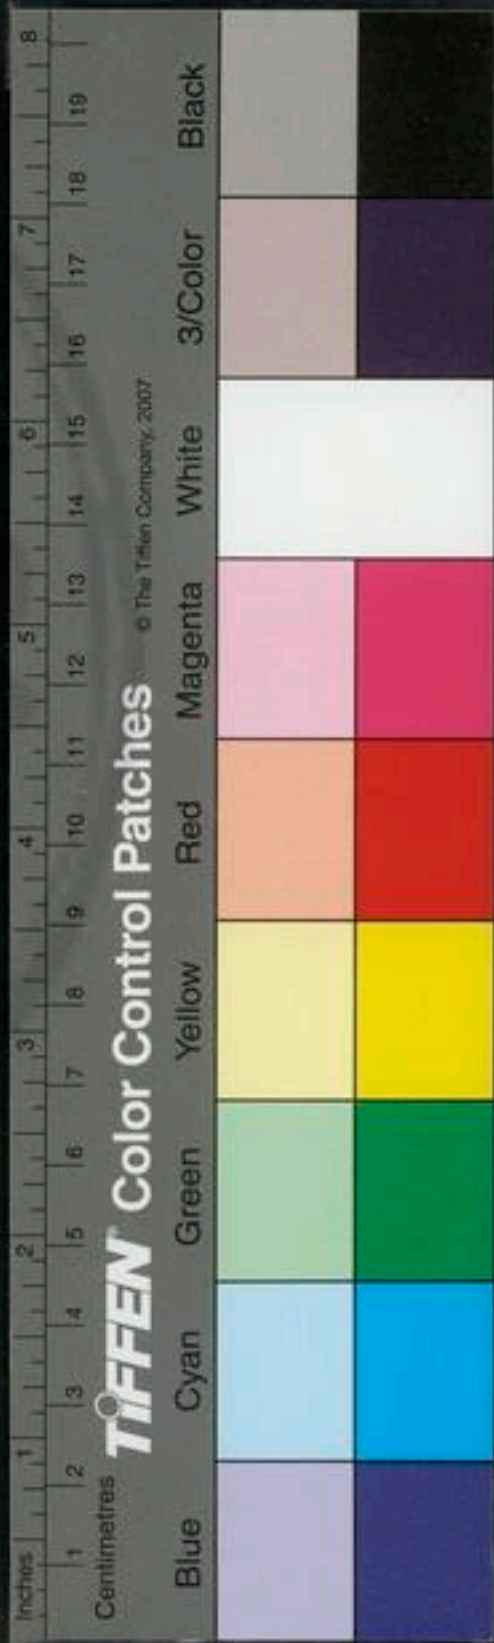 Inches 1 2 3 4 5 6 7 8
1 2 3 4 5 6 7 8 9 10 11 12 13 14 15 16 17 18 19
Centimetres
TIFFEN® Color Control Patches © The Tiffen Company, 2007
Blue Cyan Green Yellow Red Magenta White 3/Color Black